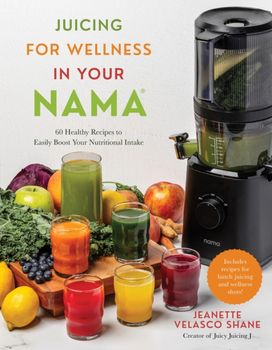 JUICING
FOR WELLNESS
IN YOUR
NAMA®
60 Healthy Recipes to
Easily Boost Your Nutritional Intake
nama
Includes
recipes for
batch juicing
and wellness
shots!
JEANETTE
VELASCO SHANE
Creator of Juicy Juicing J